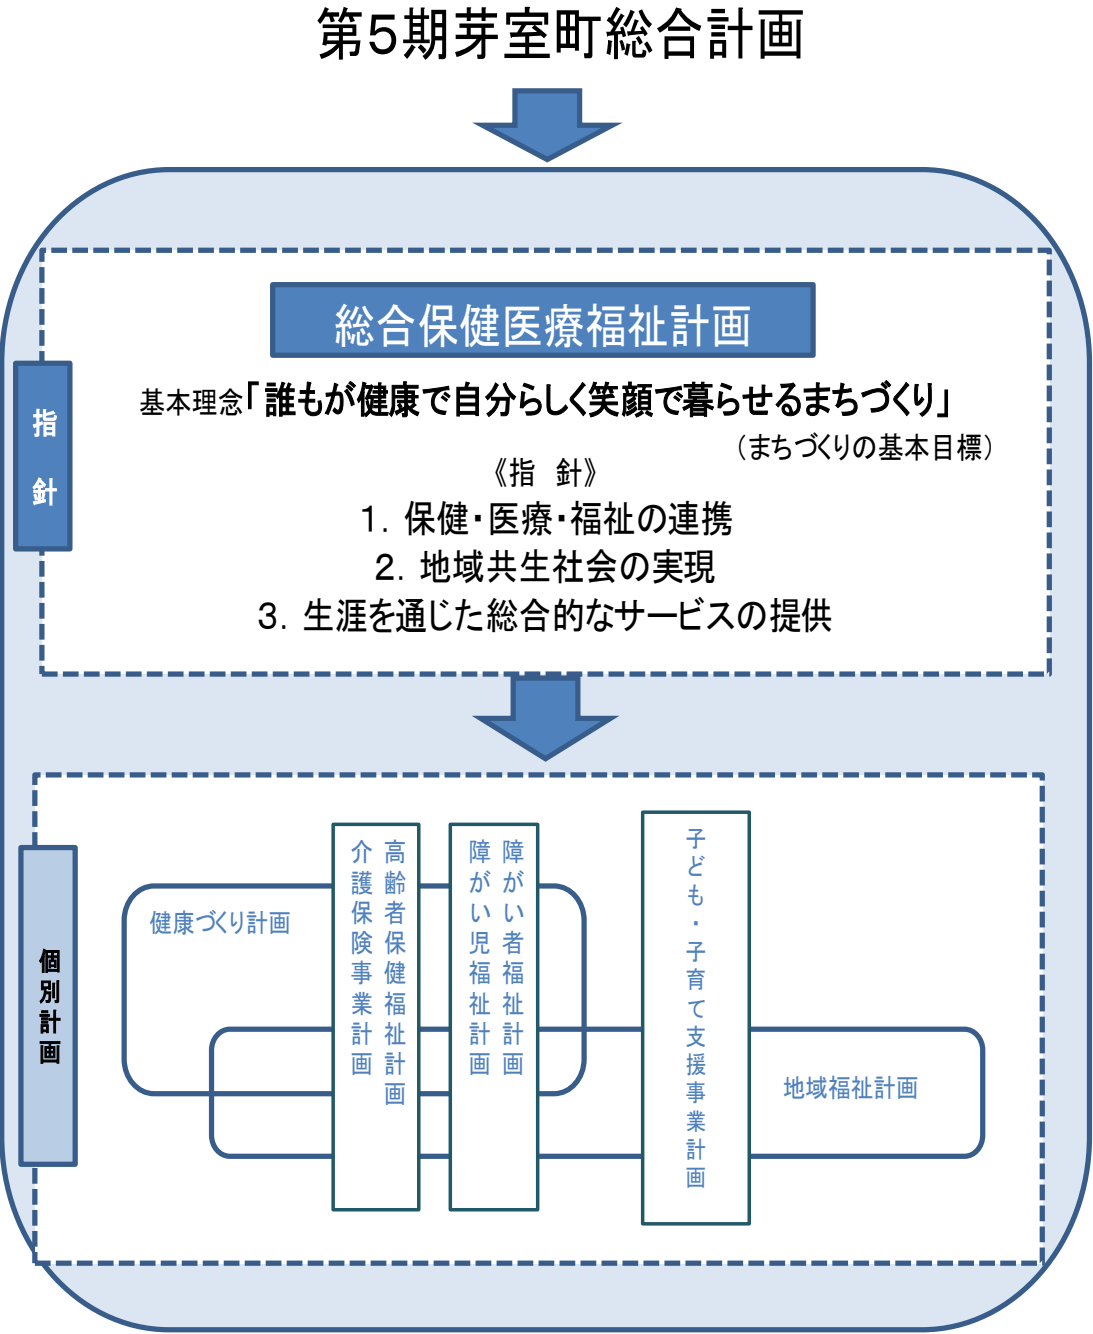 第5期芽室町総合計画
総合保健医療福祉計画
指針
基本理念「誰もが健康で自分らしく笑顔で暮らせるまちづくり」
（まちづくりの基本目標）
《指 針》
1. 保健・医療・福祉の連携
2. 地域共生社会の実現
3. 生涯を通じた総合的なサービスの提供
個別計画
健康づくり計画
高齢者保健福祉計画
介護保険事業計画
障がい者福祉計画
障がい児福祉計画
子ども・子育て支援事業計画
地域福祉計画